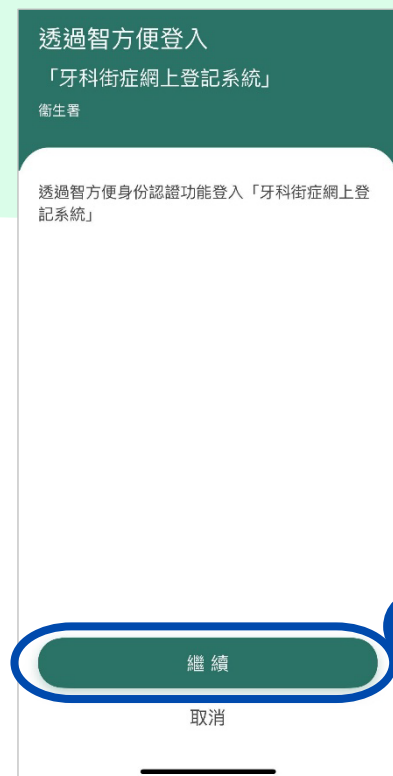 透過智方便登入
「牙科街症網上登記系統」
衞生署
透過智方便身份認證功能登入「牙科街症網上登
記系統」
繼續
取消